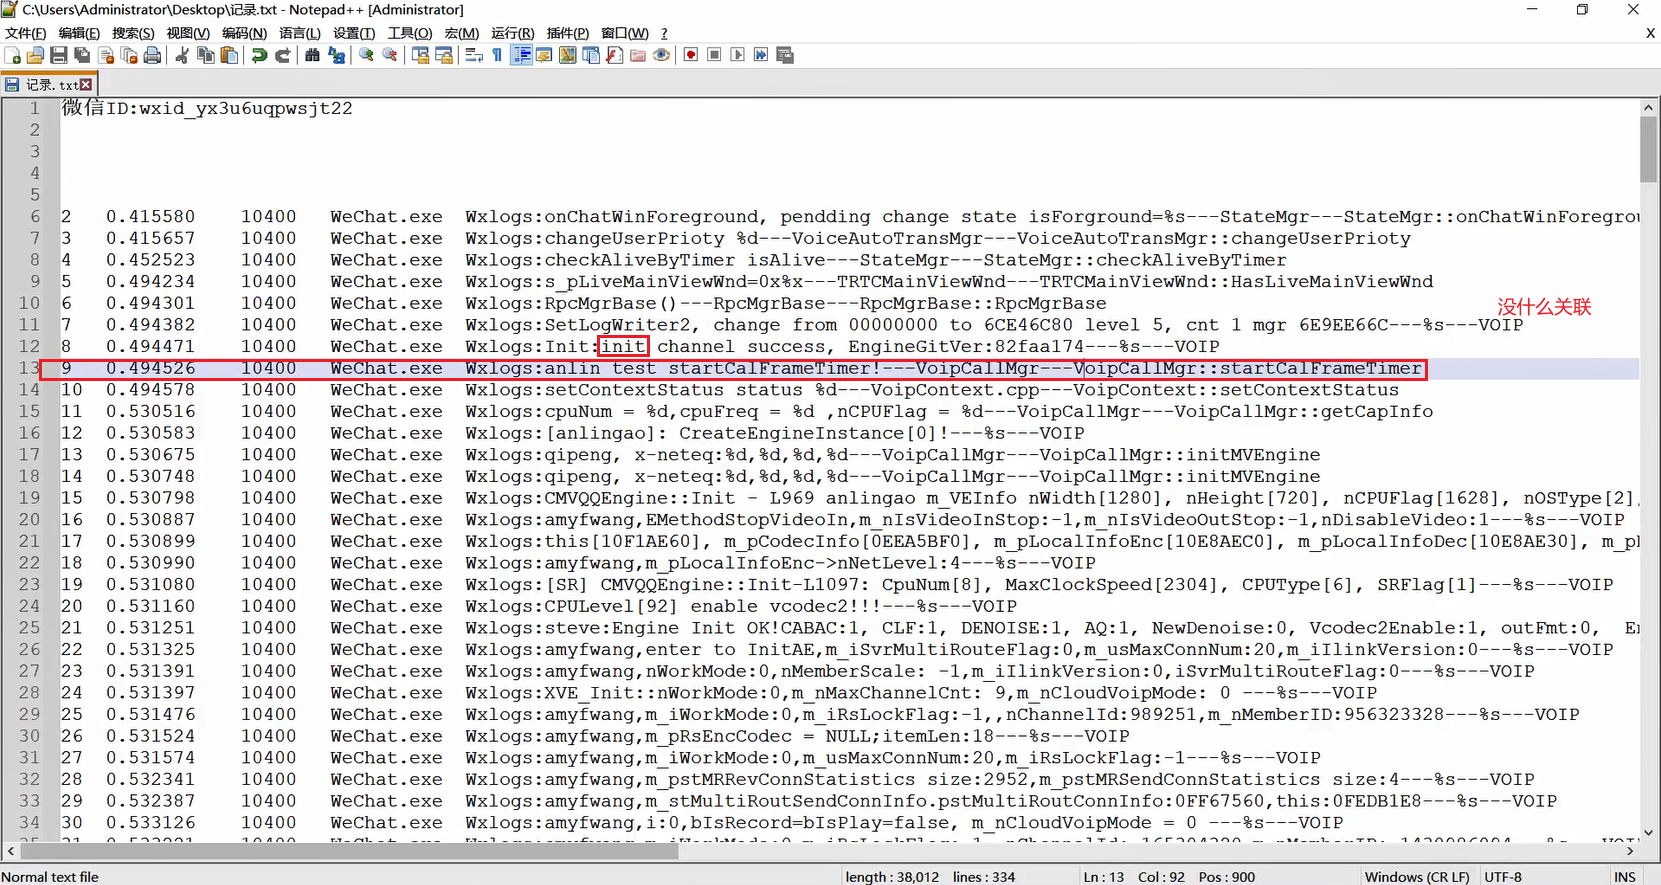 C:\Users\Administrator\Desktop\记录.txt - Notepad++ [Administrator]
文件(F) 编辑(E) 搜索(S) 视图(V) 编码(N) 语言(L) 设置(T) 工具(O) 宏(M) 运行(R) 插件(P) 窗口(W) ? X
记录.txt
1 微信ID:wxid_yx3u6uqpwsjt22
2
3
4
5
6 2 0.415580 10400 WeChat.exe Wxlogs:onChatWinForeground, pendding change state isForground=%s---StateMgr---StateMgr::onChatWinForegrou
7 3 0.415657 10400 WeChat.exe Wxlogs:changeUserPrioty %d---VoiceAutoTransMgr---VoiceAutoTransMgr::changeUserPrioty
8 4 0.452523 10400 WeChat.exe Wxlogs:checkAliveByTimer isAlive---StateMgr---StateMgr::checkAliveByTimer
9 5 0.494234 10400 WeChat.exe Wxlogs:s_pLiveMainViewWnd=0x%x---TRTCMainViewWnd---TRTCMainViewWnd::HasLiveMainViewWnd
10 6 0.494301 10400 WeChat.exe Wxlogs:RpcMgrBase()---RpcMgrBase---RpcMgrBase::RpcMgrBase
没什么关联
11 7 0.494382 10400 WeChat.exe Wxlogs:SetLogWriter2, change from 00000000 to 6CE46C80 level 5, cnt 1 mgr 6E9EE66C---%s---VOIP
12 8 0.494471 10400 WeChat.exe Wxlogs:Init:init channel success, EngineGitVer:82faa174---%s---VOIP
13 9 0.494526 10400 WeChat.exe Wxlogs:anlin test startCalFrameTimer!---VoipCallMgr---VoipCallMgr::startCalFrameTimer
14 10 0.494578 10400 WeChat.exe Wxlogs:setContextStatus status %d---VoipContext.cpp---VoipContext::setContextStatus
15 11 0.530516 10400 WeChat.exe Wxlogs:cpuNum = %d,cpuFreq = %d ,nCPUFlag = %d---VoipCallMgr---VoipCallMgr::getCapInfo
16 12 0.530583 10400 WeChat.exe Wxlogs:[anlingao]: CreateEngineInstance[0]!---%s---VOIP
17 13 0.530675 10400 WeChat.exe Wxlogs:qipeng, x-neteq:%d,%d,%d,%d---VoipCallMgr---VoipCallMgr::initMVEngine
18 14 0.530748 10400 WeChat.exe Wxlogs:qipeng, x-neteq:%d,%d,%d,%d---VoipCallMgr---VoipCallMgr::initMVEngine
19 15 0.530798 10400 WeChat.exe Wxlogs:CMVQQEngine::Init - L969 anlingao m_VEInfo nWidth[1280], nHeight[720], nCPUFlag[1628], nOSType[2],
20 16 0.530887 10400 WeChat.exe Wxlogs:amyfwang,EMethodStopVideoIn,m_nIsVideoInStop:-1,m_nIsVideoOutStop:-1,nDisableVideo:1---%s---VOIP
21 17 0.530899 10400 WeChat.exe Wxlogs:this[10F1AE60], m_pCodecInfo[0EEA5BF0], m_pLocalInfoEnc[10E8AEC0], m_pLocalInfoDec[10E8AE30],
22 18 0.530990 10400 WeChat.exe Wxlogs:amyfwang,m_pLocalInfoEnc->nNetLevel:4---%s---VOIP
23 19 0.531080 10400 WeChat.exe Wxlogs:[SR] CMVQQEngine::Init-L1097: CpuNum[8], MaxClockSpeed[2304], CPUType[6], SRFlag[1]---%s---VOIP
24 20 0.531160 10400 WeChat.exe Wxlogs:CPULevel[92] enable vcodec2!!!---%s---VOIP
25 21 0.531251 10400 WeChat.exe Wxlogs:steve:Engine Init OK!CABAC:1, CLF:1, DENOISE:1, AQ:1, NewDenoise:0, Vcodec2Enable:1, outFmt:0,
26 22 0.531325 10400 WeChat.exe Wxlogs:amyfwang,enter to InitAE,m_iSvrMultiRouteFlag:0,m_usMaxConnNum:20,m_iIlinkVersion:0---%s---VOIP
27 23 0.531391 10400 WeChat.exe Wxlogs:amyfwang,nWorkMode:0,nMemberScale: -1,m_iIlinkVersion:0,iSvrMultiRouteFlag:0---%s---VOIP
28 24 0.531397 10400 WeChat.exe Wxlogs:XVE_Init::nWorkMode:0,m_nMaxChannelCnt: 9,m_nCloudVoipMode: 0 ---%s---VOIP
29 25 0.531476 10400 WeChat.exe Wxlogs:amyfwang,m_iWorkMode:0,m_iRsLockFlag:-1,,nChannelId:989251,m_nMemberID:956323328---%s---VOIP
30 26 0.531524 10400 WeChat.exe Wxlogs:amyfwang,m_pRsEncCodec = NULL;itemLen:18---%s---VOIP
31 27 0.531574 10400 WeChat.exe Wxlogs:amyfwang,m_iWorkMode:0,m_usMaxConnNum:20,m_iRsLockFlag:-1---%s---VOIP
32 28 0.532341 10400 WeChat.exe Wxlogs:amyfwang,m_pstMRRevConnStatistics size:2952,m_pstMRSendConnStatistics size:4---%s---VOIP
33 29 0.532387 10400 WeChat.exe Wxlogs:amyfwang,m_stMultiRoutSendConnInfo.pstMultiRoutConnInfo:0FF67560,this:0FEDB1E8---%s---VOIP
34 30 0.533126 10400 WeChat.exe Wxlogs:amyfwang,i:0,bIsRecord=bIsPlay=false, m_nCloudVoipMode = 0 ---%s---VOIP
Normal text file length : 38,012 lines : 334 Ln : 13 Col : 92 Pos : 900 Windows (CR LF) UTF-8 INS